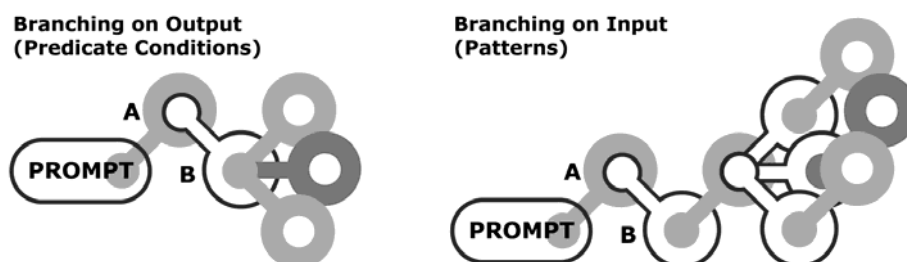 Branching on Output
(Predicate Conditions)
A
PROMPT
B
Branching on Input
(Patterns)
A
PROMPT
B